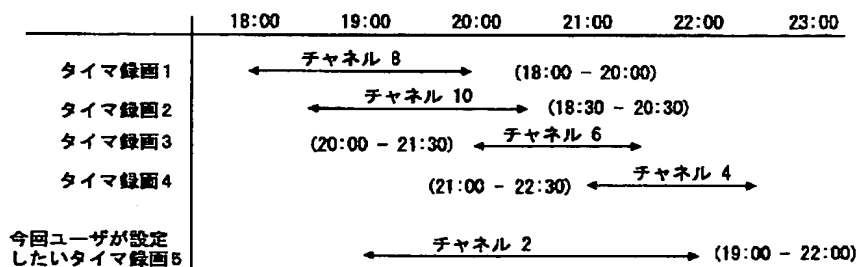 18:00 19:00 20:00 21:00 22:00 23:00
タイマ録画1 チャネル 8 (18:00 - 20:00)
タイマ録画2 チャネル 10 (18:30 - 20:30)
タイマ録画3 (20:00 - 21:30) チャネル 6
タイマ録画4 (21:00 - 22:30) チャネル 4
今回ユーザが設定
したいタイマ録画5 チャネル 2 (19:00 - 22:00)